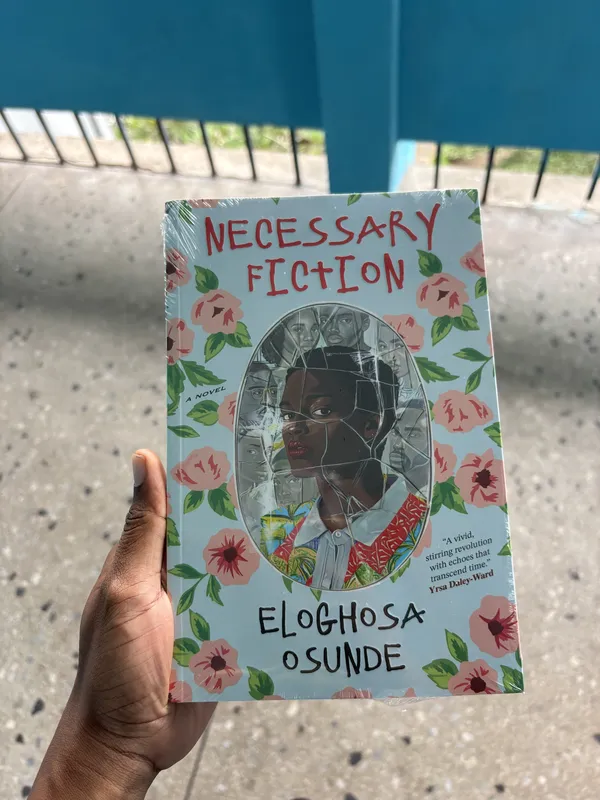 NECESSARY
FICTION
A NOVEL
"A vivid,
stirring revolution
with echoes that
transcend time."
Yrsa Daley-Ward
ELOGHOSA
OSUNDE